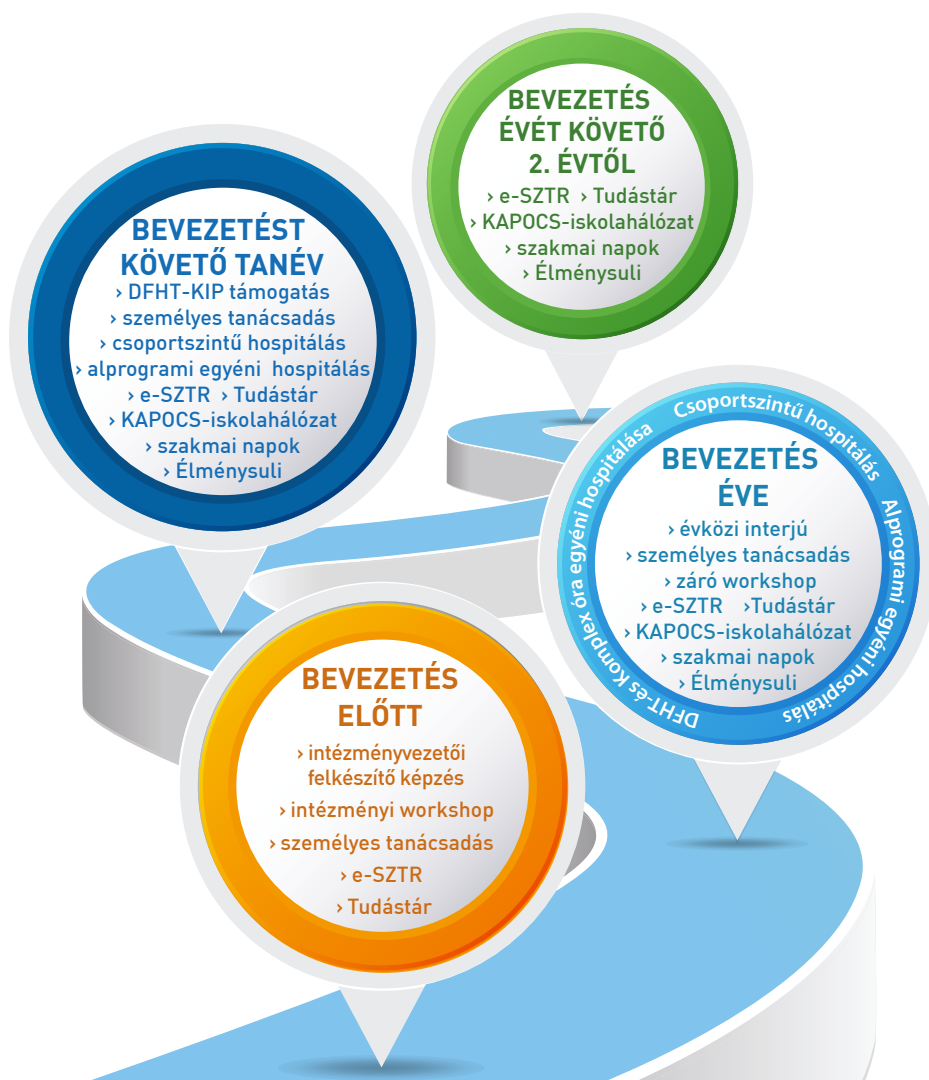 BEVEZETÉS
ÉVÉT KÖVETŐ
2. ÉVTŐL
› e-SZTR › Tudástár
› KAPOCS-iskolahálózat
› szakmai napok
› Élménysuli
BEVEZETÉST
KÖVETŐ TANÉV
› DFHT-KIP támogatás
› személyes tanácsadás
› csoportszintű hospitálás
› alprogrami egyéni hospitálás
› e-SZTR › Tudástár
› KAPOCS-iskolahálózat
› szakmai napok
› Élménysuli
DFHT-és Komplex óra egyéni hospitálása
Csoportszintű hospitálás
Alprogrami egyéni hospitálás
BEVEZETÉS
ÉVE
› évközi interjú
› személyes tanácsadás
› záró workshop
› e-SZTR ›Tudástár
› KAPOCS-iskolahálózat
› szakmai napok
› Élménysuli
BEVEZETÉS
ELŐTT
› intézményvezetői
felkészítő képzés
› intézményi workshop
› személyes tanácsadás
› e-SZTR
› Tudástár